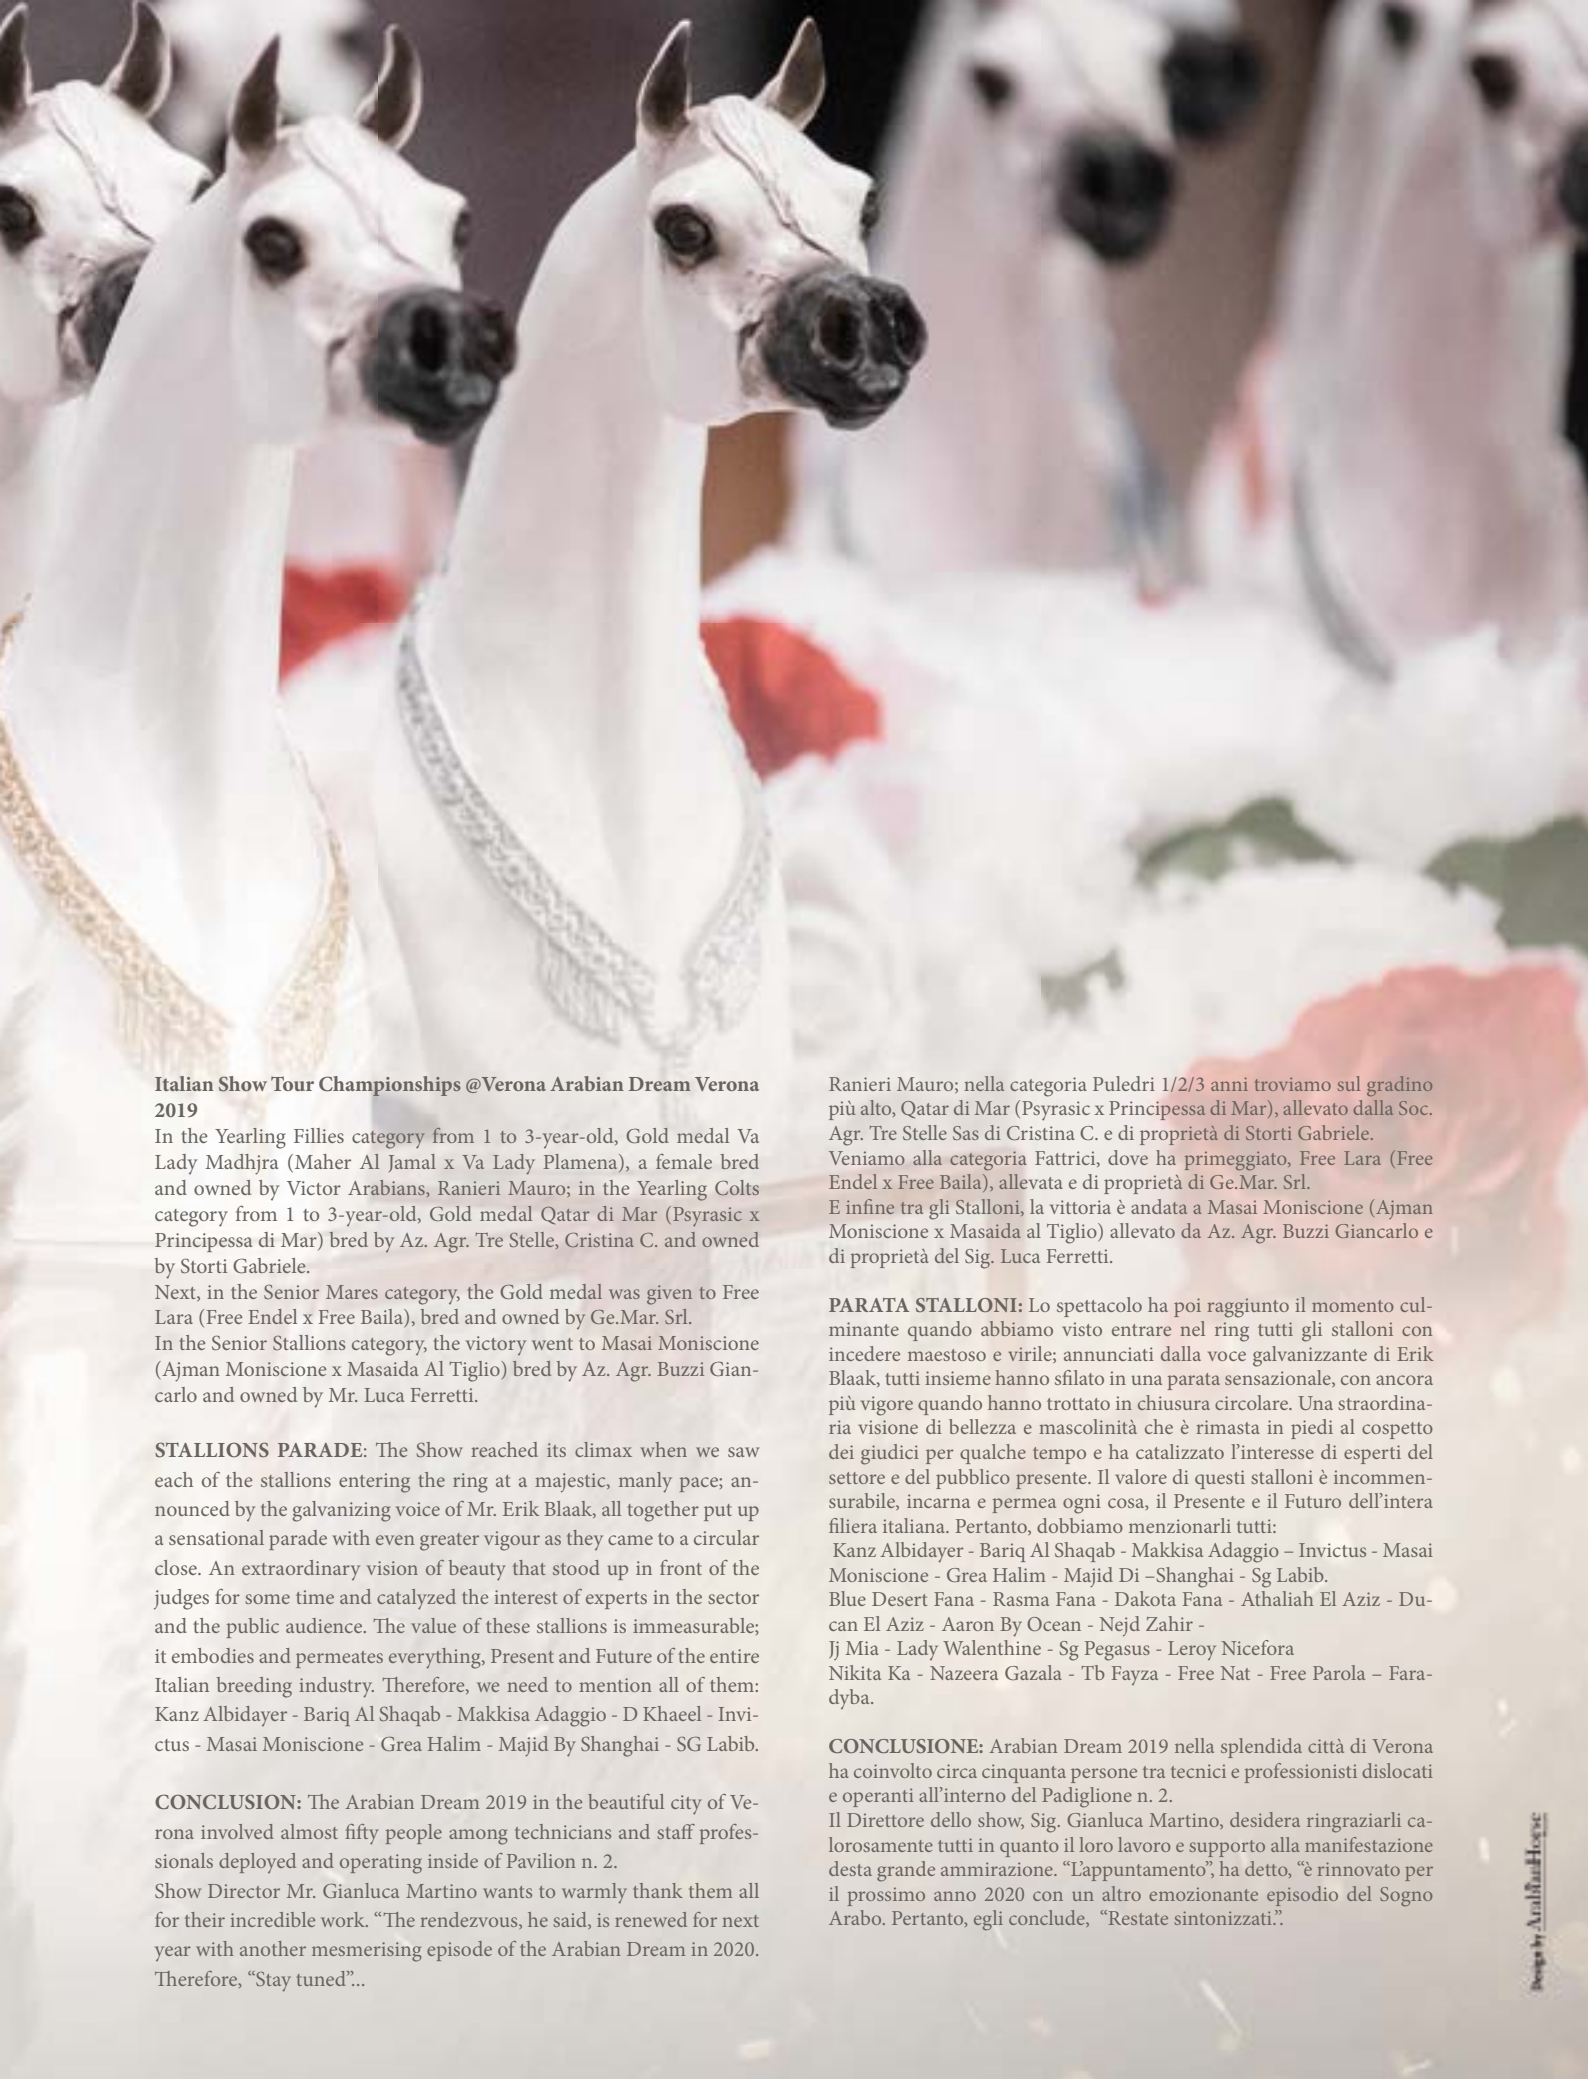 Italian Show Tour Championships @Verona Arabian Dream Verona
2019
In the Yearling Fillies category from 1 to 3-year-old, Gold medal Va
Lady Madhjra (Maher Al Jamal x Va Lady Plamena), a female bred
and owned by Victor Arabians, Ranieri Mauro; in the Yearling Colts
category from 1 to 3-year-old, Gold medal Qatar di Mar (Psyrasic x
Principessa di Mar) bred by Az. Agr. Tre Stelle, Cristina C. and owned
by Storti Gabriele.
Next, in the Senior Mares category, the Gold medal was given to Free
Lara (Free Endel x Free Baila), bred and owned by Ge.Mar. Srl.
In the Senior Stallions category, the victory went to Masai Moniscione
(Ajman Moniscione x Masaida Al Tiglio) bred by Az. Agr. Buzzi Gian-
carlo and owned by Mr. Luca Ferretti.
STALLIONS PARADE: The Show reached its climax when we saw
each of the stallions entering the ring at a majestic, manly pace; an-
nounced by the galvanizing voice of Mr. Erik Blaak, all together put up
a sensational parade with even greater vigour as they came to a circular
close. An extraordinary vision of beauty that stood up in front of the
judges for some time and catalyzed the interest of experts in the sector
and the public audience. The value of these stallions is immeasurable;
it embodies and permeates everything, Present and Future of the entire
Italian breeding industry. Therefore, we need to mention all of them:
Kanz Albidayer - Bariq Al Shaqab - Makkisa Adaggio - D Khaeel - Invi-
ctus - Masai Moniscione - Grea Halim - Majid By Shanghai - SG Labib.
CONCLUSION: The Arabian Dream 2019 in the beautiful city of Ve-
rona involved almost fifty people among technicians and staff profes-
sionals deployed and operating inside of Pavilion n. 2.
Show Director Mr. Gianluca Martino wants to warmly thank them all
for their incredible work. “The rendezvous, he said, is renewed for next
year with another mesmerising episode of the Arabian Dream in 2020.
Therefore, “Stay tuned”...
Ranieri Mauro; nella categoria Puledri 1/2/3 anni troviamo sul gradino
più alto, Qatar di Mar (Psyrasic x Principessa di Mar), allevato dalla Soc.
Agr. Tre Stelle Sas di Cristina C. e di proprietà di Storti Gabriele.
Veniamo alla categoria Fattrici, dove ha primeggiato, Free Lara (Free
Endel x Free Baila), allevata e di proprietà di Ge.Mar. Srl.
E infine tra gli Stalloni, la vittoria è andata a Masai Moniscione (Ajman
Moniscione x Masaida al Tiglio) allevato da Az. Agr. Buzzi Giancarlo e
di proprietà del Sig. Luca Ferretti.
PARATA STALLONI: Lo spettacolo ha poi raggiunto il momento cul-
minante quando abbiamo visto entrare nel ring tutti gli stalloni con
incedere maestoso e virile; annunciati dalla voce galvanizzante di Erik
Blaak, tutti insieme hanno sfilato in una parata sensazionale, con ancora
più vigore quando hanno trottato in chiusura circolare. Una straordina-
ria visione di bellezza e mascolinità che è rimasta in piedi al cospetto
dei giudici per qualche tempo e ha catalizzato l’interesse di esperti del
settore e del pubblico presente. Il valore di questi stalloni è incommen-
surabile, incarna e permea ogni cosa, il Presente e il Futuro dell’intera
filiera italiana. Pertanto, dobbiamo menzionarli tutti:
Kanz Albidayer - Bariq Al Shaqab - Makkisa Adaggio – Invictus - Masai
Moniscione - Grea Halim - Majid Di –Shanghai - Sg Labib.
Blue Desert Fana - Rasma Fana - Dakota Fana - Athaliah El Aziz - Du-
can El Aziz - Aaron By Ocean - Nejd Zahir -
Jj Mia - Lady Walenthine - Sg Pegasus - Leroy Nicefora
Nikita Ka - Nazeera Gazala - Tb Fayza - Free Nat - Free Parola – Fara-
dyba.
CONCLUSIONE: Arabian Dream 2019 nella splendida città di Verona
ha coinvolto circa cinquanta persone tra tecnici e professionisti dislocati
e operanti all’interno del Padiglione n. 2.
Il Direttore dello show, Sig. Gianluca Martino, desidera ringraziarli ca-
lorosamente tutti in quanto il loro lavoro e supporto alla manifestazione
desta grande ammirazione. “L’appuntamento”, ha detto, “è rinnovato per
il prossimo anno 2020 con un altro emozionante episodio del Sogno
Arabo. Pertanto, egli conclude, “Restate sintonizzati.”.
Design by ArabianHorse